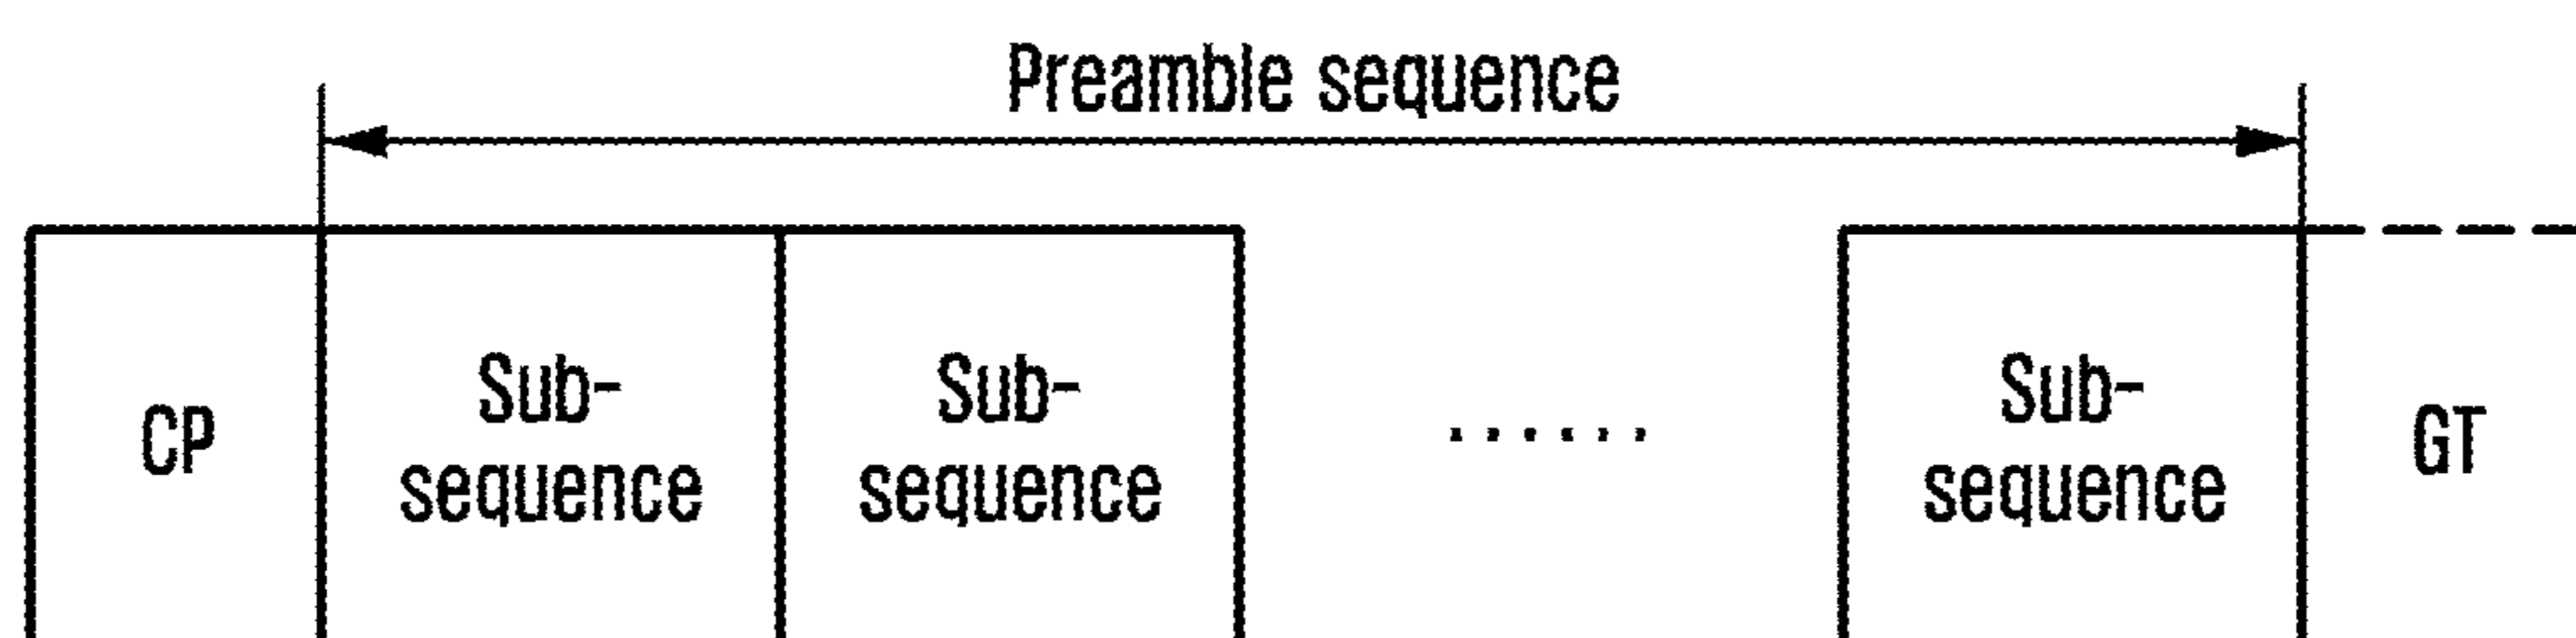 Preamble sequence
CP
Sub-
sequence
Sub-
sequence
......
Sub-
sequence
GT